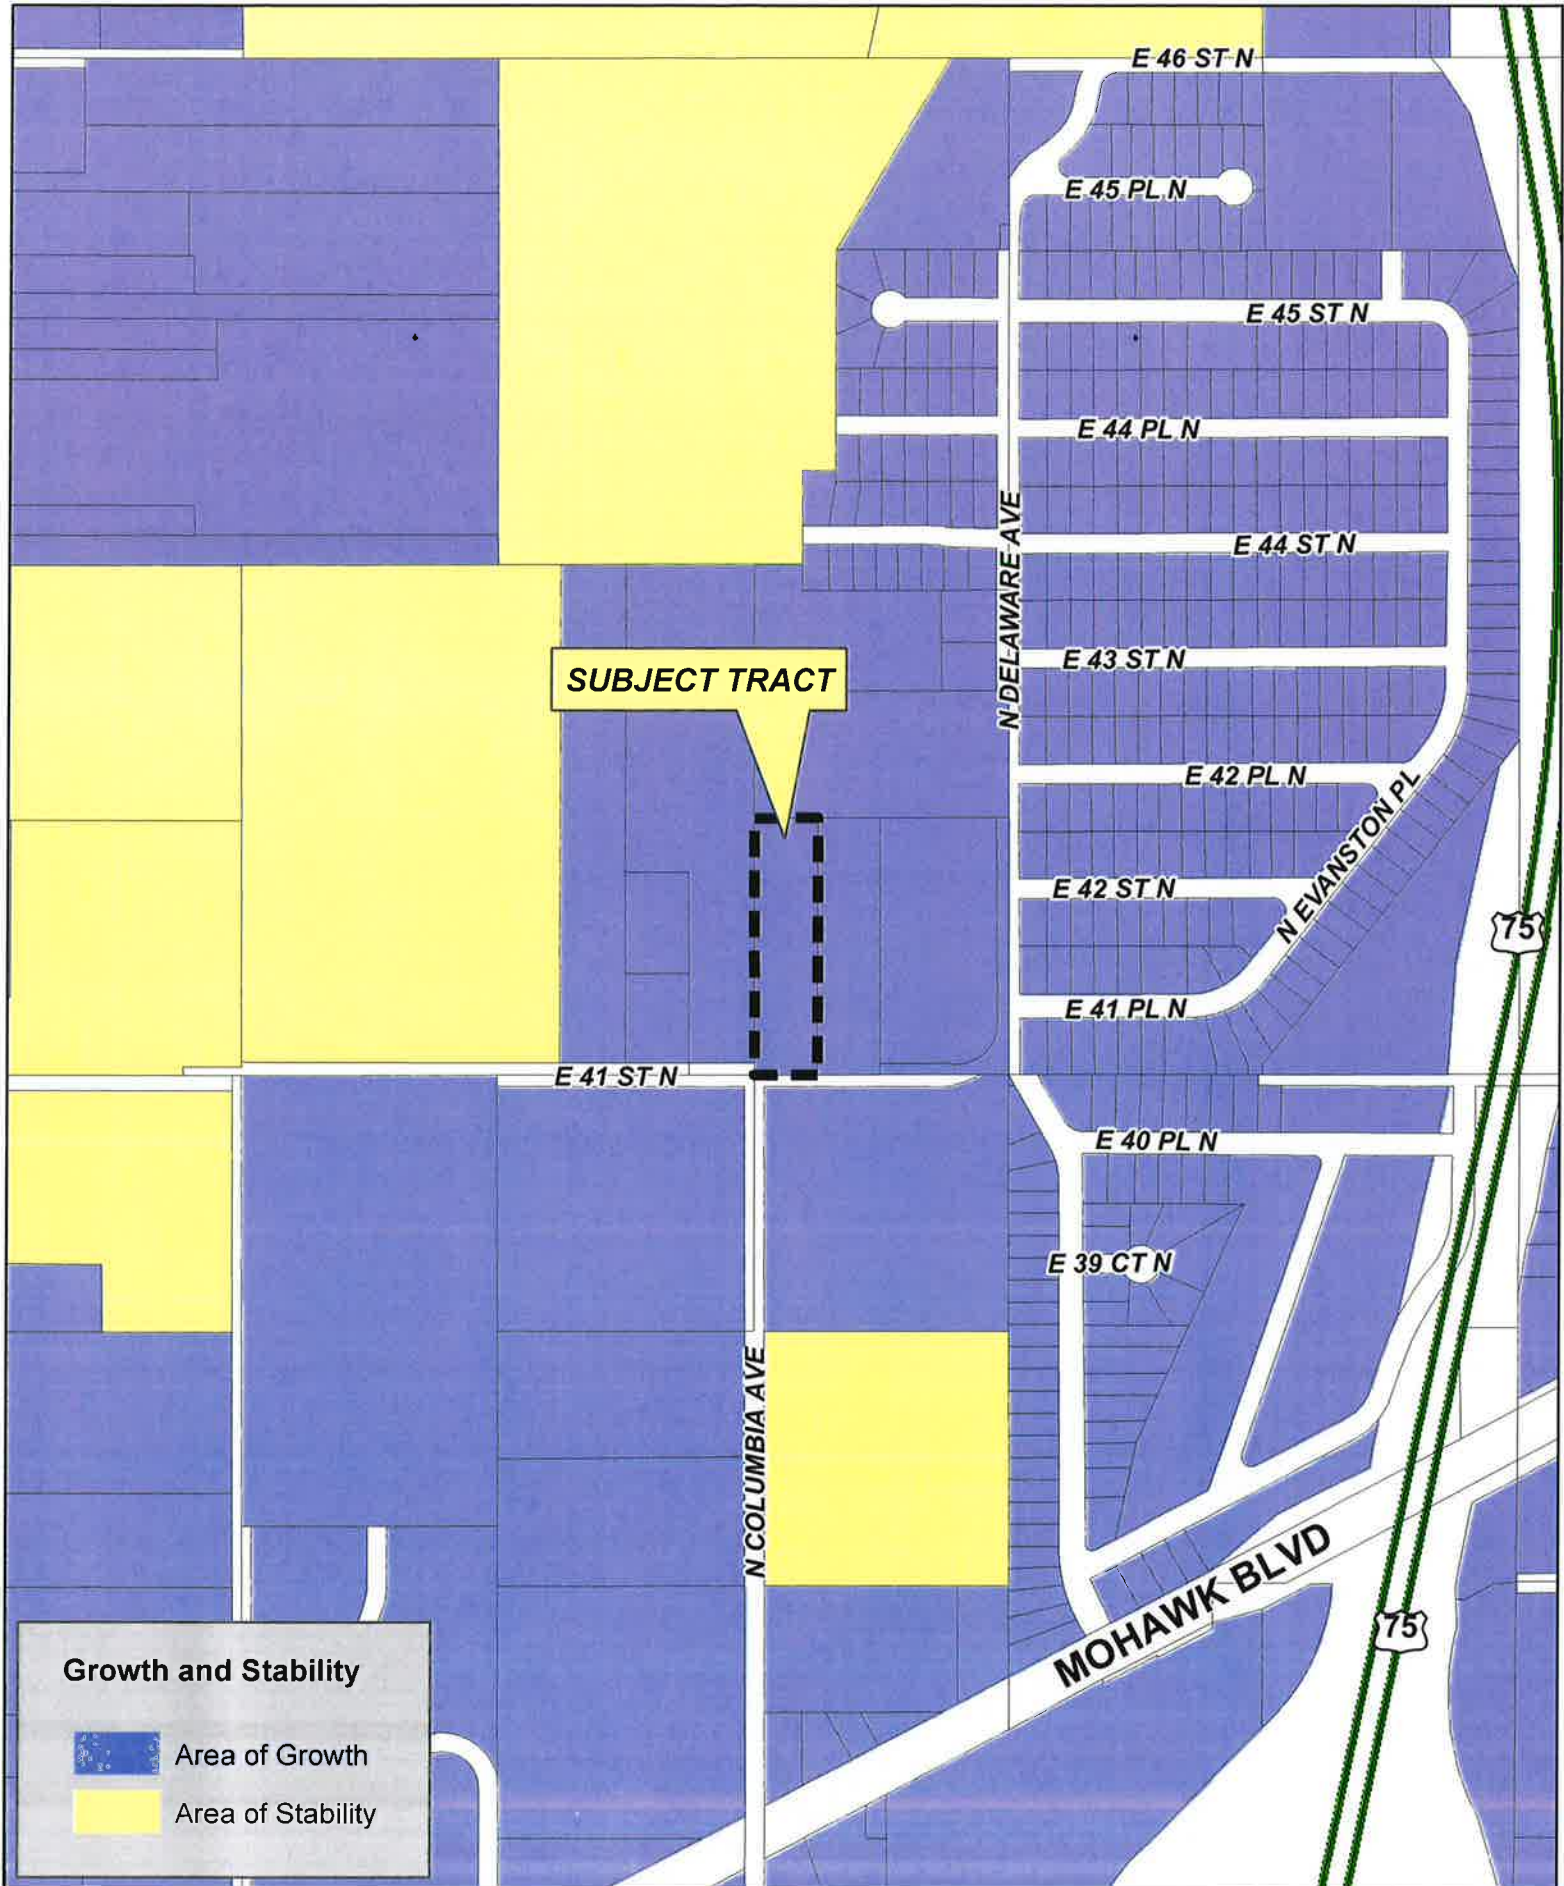 E 46 ST N
E 45 PL N
E 45 ST N
E 44 PL N
N DELAWARE AVE
E 44 ST N
E 43 ST N
SUBJECT TRACT
E 42 PL N
N EVANSTON PL
E 42 ST N
75
E 41 PL N
E 41 ST N
E 40 PL N
E 39 CT N
N COLUMBIA AVE
MOHAWK BLVD
75
Growth and Stability
Area of Growth
Area of Stability